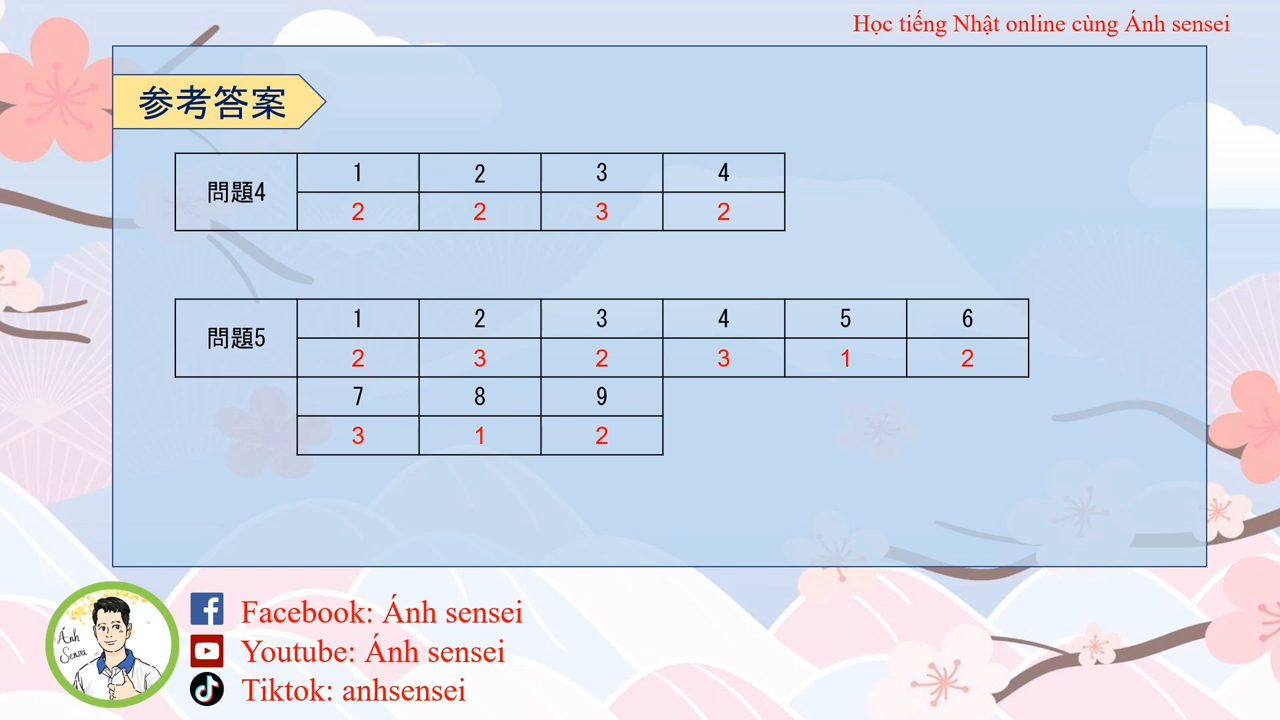 Học tiếng Nhật online cùng Ánh sensei
参考答案
問題4 1 2 3 4
2 2 3 2
問題5 1 2 3 4 5 6
2 3 2 3 1 2
7 8 9
3 1 2
Ánh Sensei
Facebook: Ánh sensei
Youtube: Ánh sensei
Tiktok: anhsensei